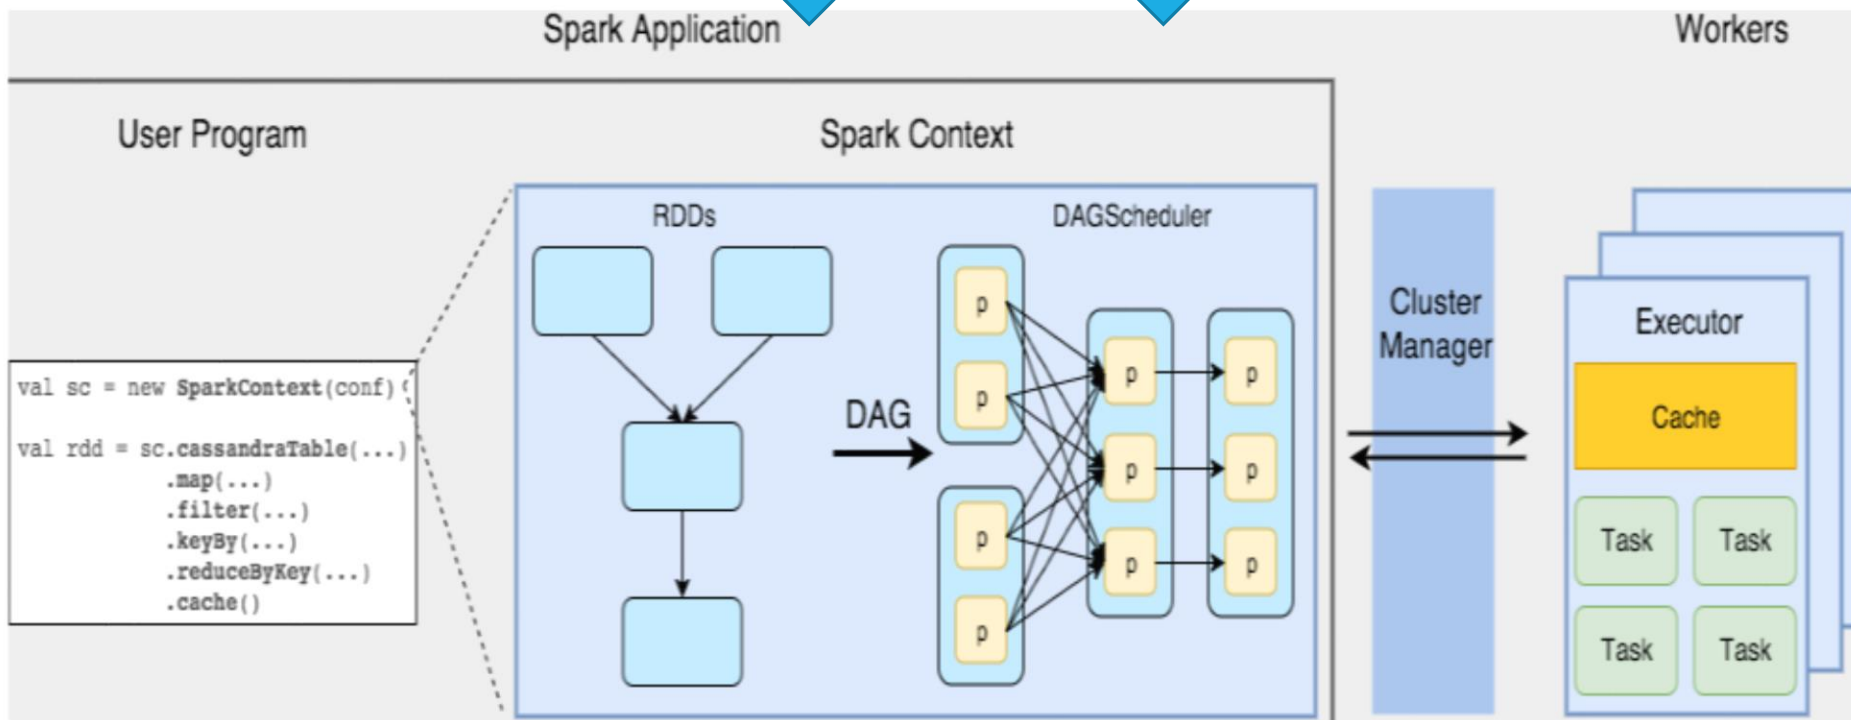 Spark Application
Workers
User Program
Spark Context
RDDs
DAGScheduler
val sc = new SparkContext(conf)
val rdd = sc.cassandraTable(...)
.map(...)
.filter(...)
.keyBy(...)
.reduceByKey(...)
.cache()
DAG
p
p
p
p
p
p
p
p
p
p
Cluster
Manager
Executor
Cache
Task
Task
Task
Task